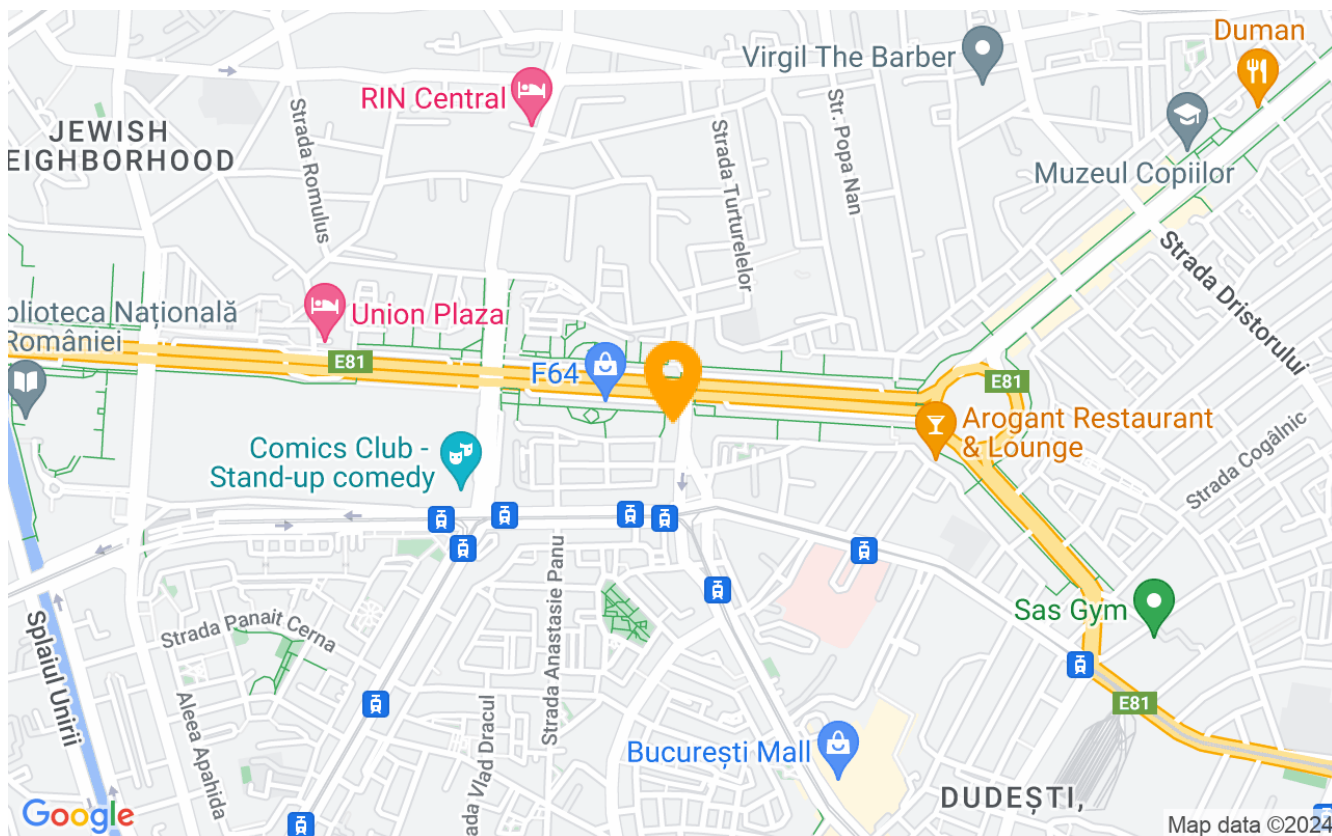 Duman
Virgil The Barber
RIN Central
JEWISH
EIGHBORHOOD
Strada Romulus
Strada Turturelelor
Str. Popa Nan
Muzeul Copiilor
Strada Dristorului
blioteca Națională
României
Union Plaza
E81
F64
E81
Arogant Restaurant
& Lounge
Strada Cogâlnic
Comics Club -
Stand-up comedy
Splaiul Unirii
Strada Panait Cerna
Aleea Apahida
Strada Anastasie Panu
ada Vlad Dracul
Sas Gym
E81
București Mall
DUDEȘTI,
Google
Map data ©2024